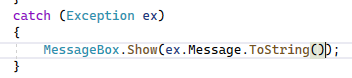 catch (Exception ex)
{
MessageBox.Show(ex.Message.ToString());
}